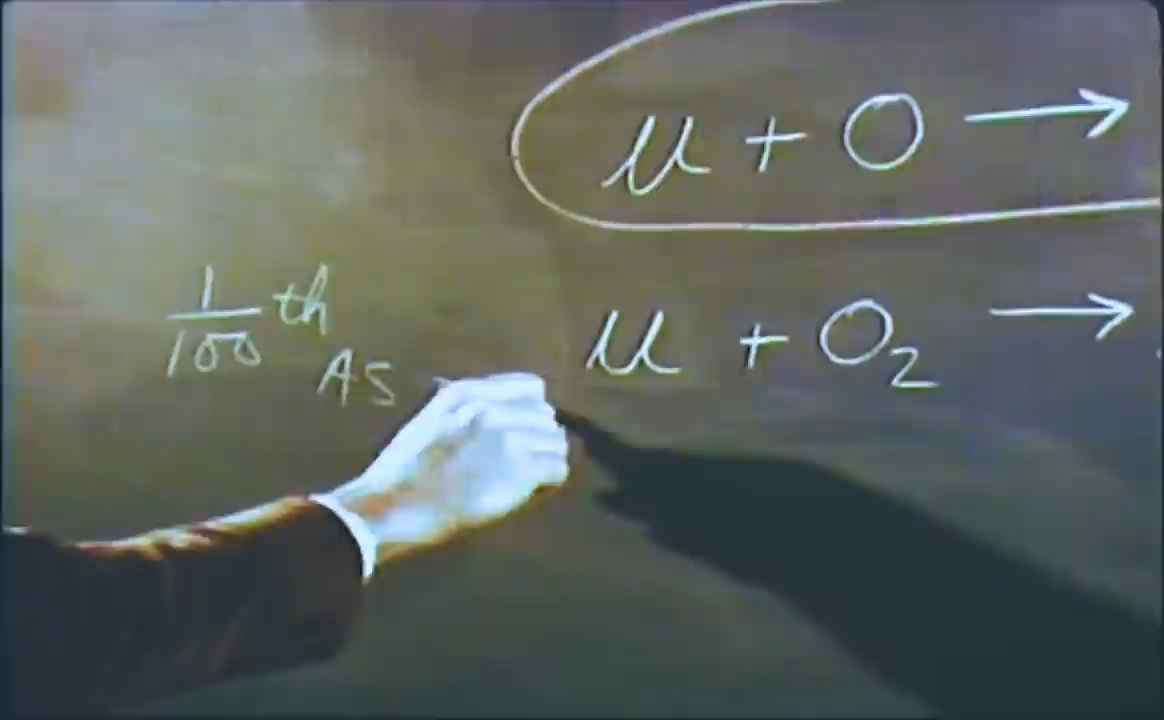 𝓊 + O →
1/100 th
𝓊 + O₂ →
AS